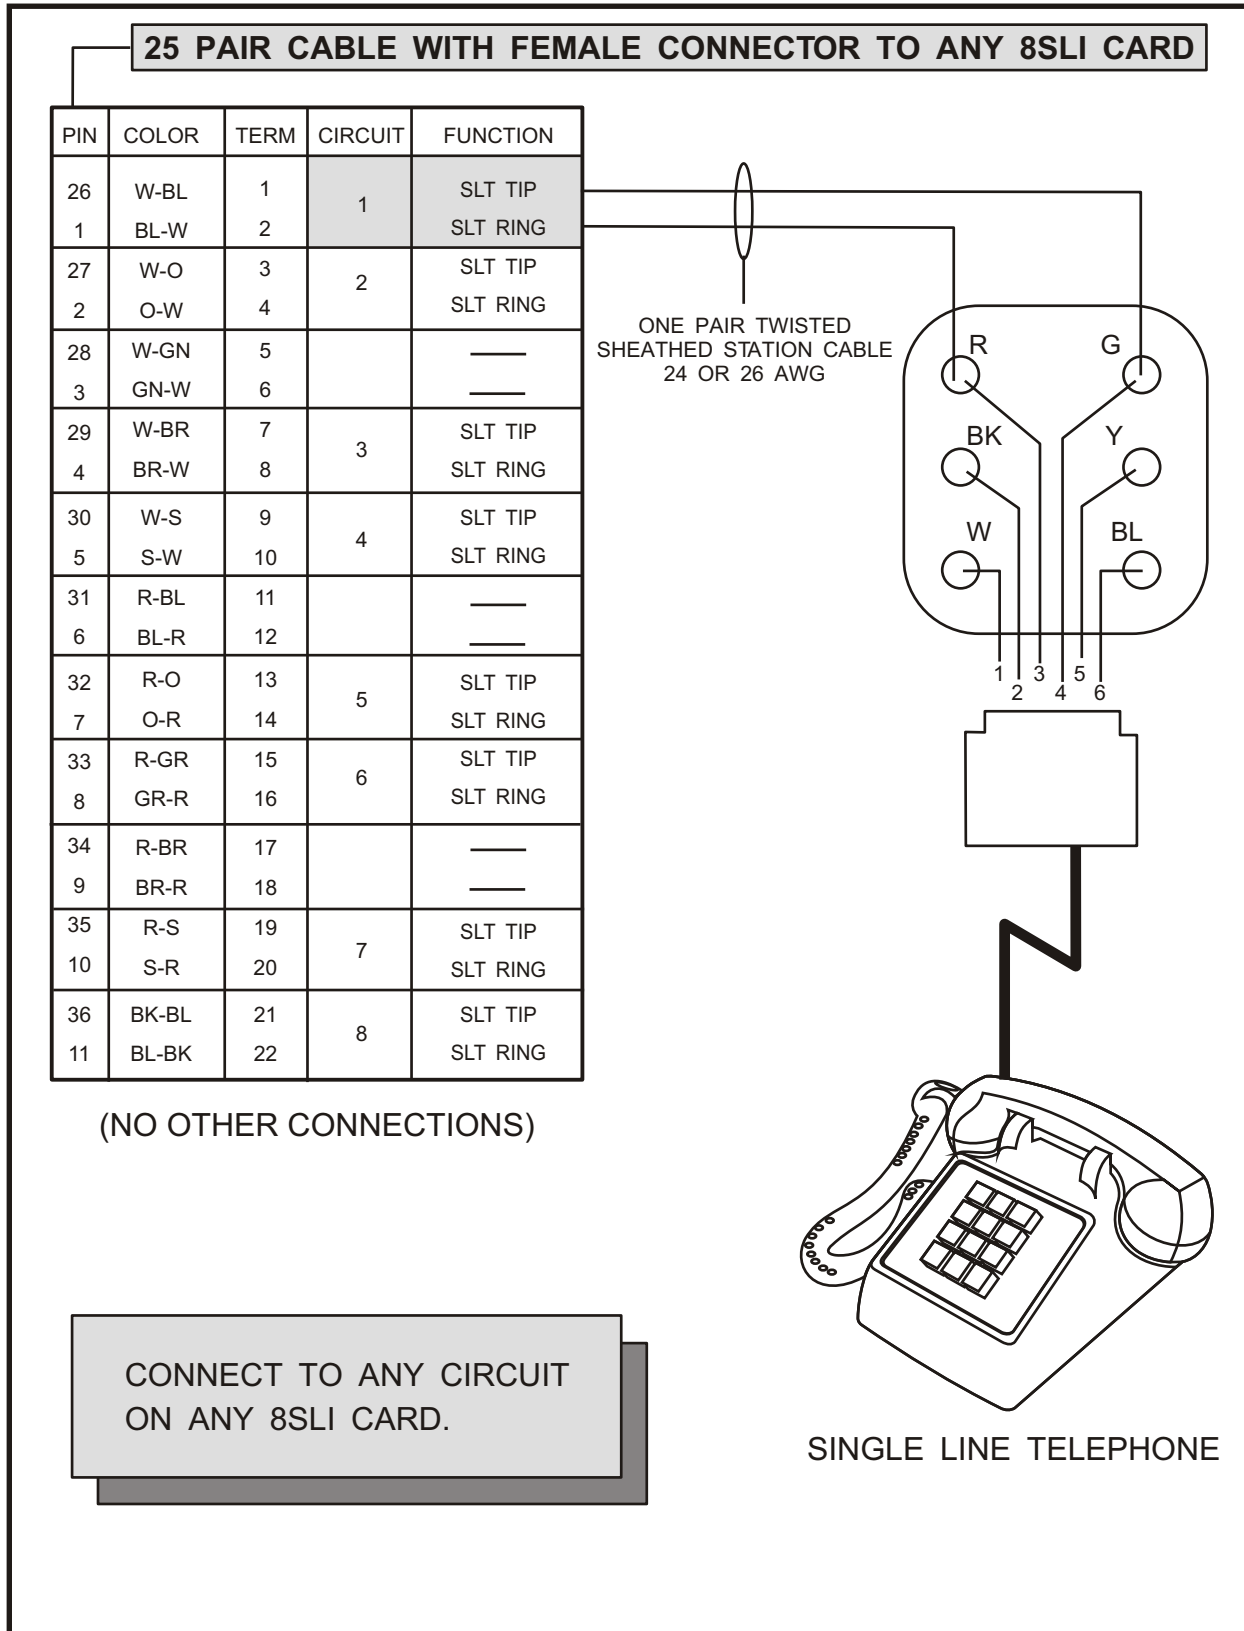 25 PAIR CABLE WITH FEMALE CONNECTOR TO ANY 8SLI CARD
PIN COLOR TERM CIRCUIT FUNCTION
26 W-BL 1 1 SLT TIP
1 BL-W 2 SLT RING
27 W-O 3 2 SLT TIP
2 O-W 4 SLT RING
28 W-GN 5
3 GN-W 6
29 W-BR 7 3 SLT TIP
4 BR-W 8 SLT RING
30 W-S 9 4 SLT TIP
5 S-W 10 SLT RING
31 R-BL 11
6 BL-R 12
32 R-O 13 5 SLT TIP
7 O-R 14 SLT RING
33 R-GR 15 6 SLT TIP
8 GR-R 16 SLT RING
34 R-BR 17
9 BR-R 18
35 R-S 19 7 SLT TIP
10 S-R 20 SLT RING
36 BK-BL 21 8 SLT TIP
11 BL-BK 22 SLT RING
(NO OTHER CONNECTIONS)
ONE PAIR TWISTED
SHEATHED STATION CABLE
24 OR 26 AWG
R G
BK Y
W BL
1 2 3 4 5 6
CONNECT TO ANY CIRCUIT
ON ANY 8SLI CARD.
SINGLE LINE TELEPHONE